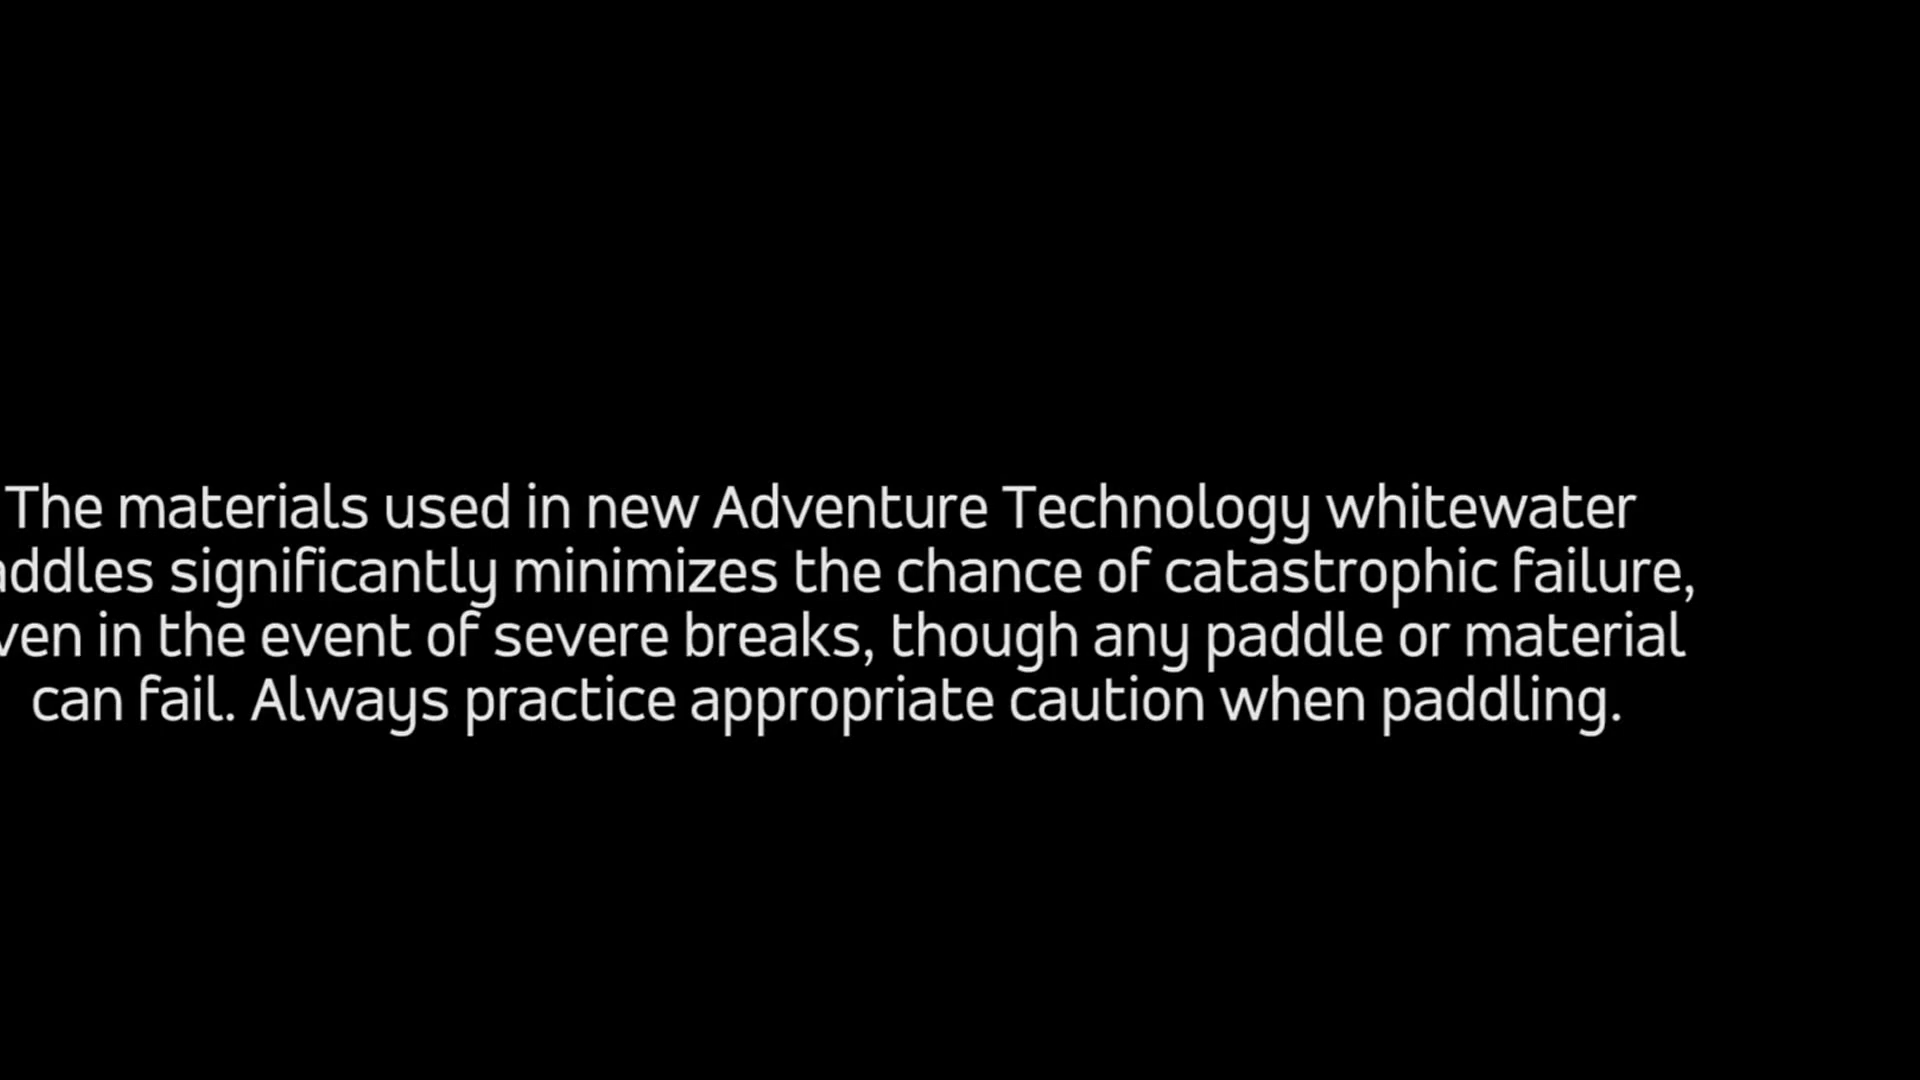 The materials used in new Adventure Technology whitewater
addles significantly minimizes the chance of catastrophic failure,
ven in the event of severe breaks, though any paddle or material
can fail. Always practice appropriate caution when paddling.